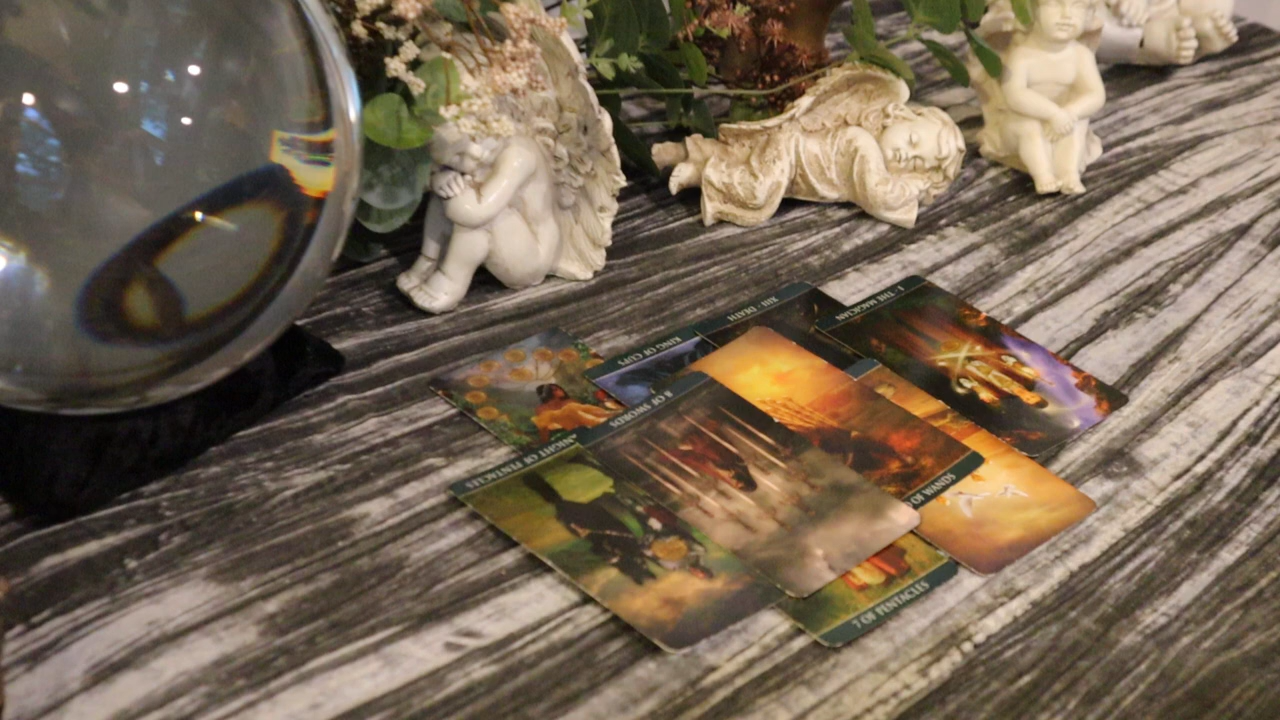 I - THE MAGICIAN
XIII - DEATH
KING OF CUPS
8 OF SWORDS
KNIGHT OF PENTACLES
OF WANDS
7 OF PENTACLES